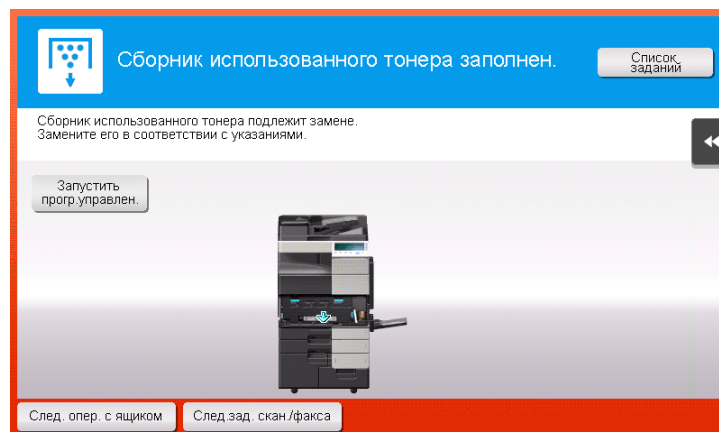 Сборник использованного тонера заполнен.
Список
заданий
Сборник использованного тонера подлежит замене.
Замените его в соответствии с указаниями.
Запустить
прогр.управлен.
След. опер. с ящиком
След.зад. скан./факса